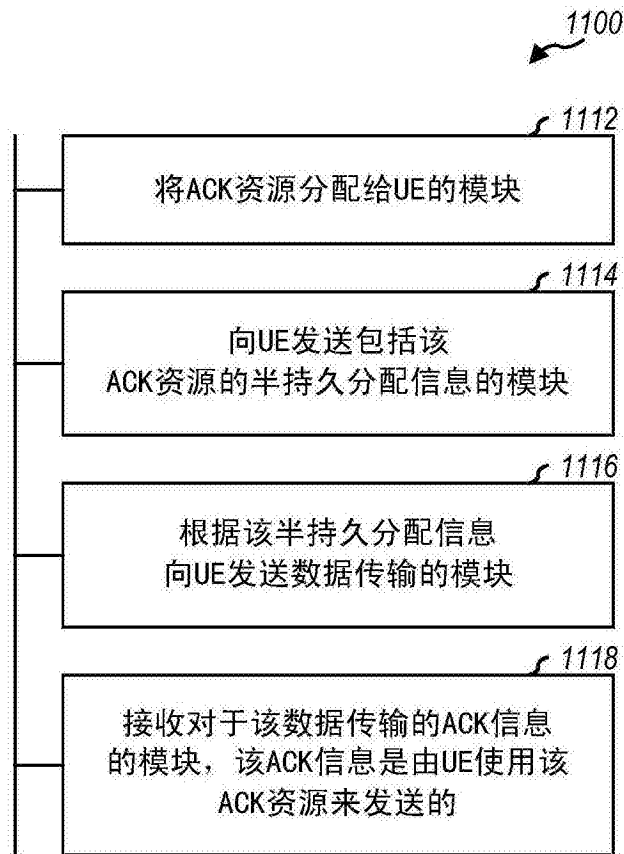 1100
1112
将ACK资源分配给UE的模块
1114
向UE发送包括该
ACK资源的半持久分配信息的模块
1116
根据该半持久分配信息
向UE发送数据传输的模块
1118
接收对于该数据传输的ACK信息
的模块，该ACK信息是由UE使用该
ACK资源来发送的